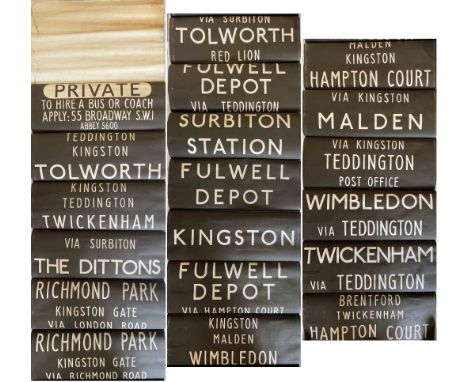 PRIVATE
TO HIRE A BUS OR COACH
APPLY: 55 BROADWAY S.W.1
ABBEY 5600
TEDDINGTON
KINGSTON
TOLWORTH
KINGSTON
TEDDINGTON
TWICKENHAM
VIA SURBITON
THE DITTONS
RICHMOND PARK
KINGSTON GATE
VIA LONDON ROAD
RICHMOND PARK
KINGSTON GATE
VIA RICHMOND ROAD
VIA SURBITON
TOLWORTH
RED LION
FULWELL
DEPOT
VIA TEDDINGTON
SURBITON
STATION
FULWELL
DEPOT
KINGSTON
FULWELL
DEPOT
VIA HAMPTON COURT
KINGSTON
MALDEN
WIMBLEDON
MALDEN
KINGSTON
HAMPTON COURT
VIA KINGSTON
MALDEN
VIA KINGSTON
TEDDINGTON
POST OFFICE
WIMBLEDON
VIA TEDDINGTON
TWICKENHAM
VIA TEDDINGTON
BRENTFORD
TWICKENHAM
HAMPTON COURT